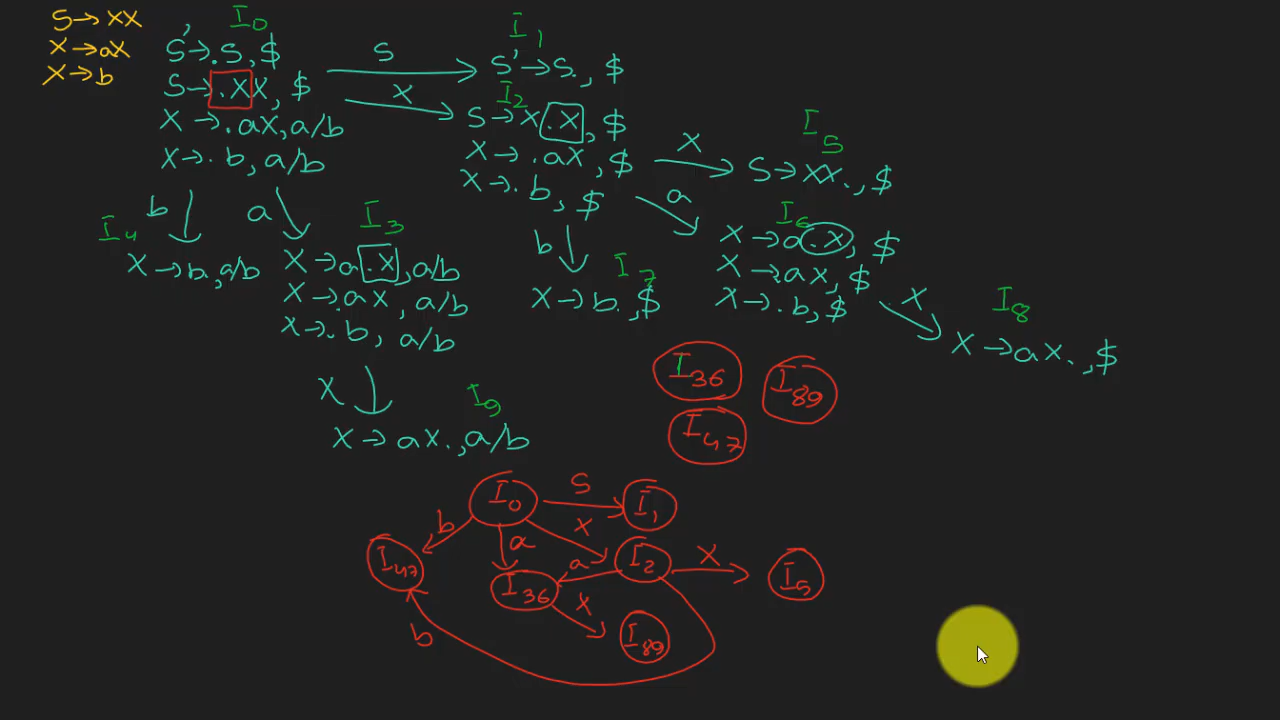 S→XX
X→aX
X→b
I0
S'→.S,$
S→.XX,$
X→.aX,a/b
X→.b,a/b
S
X
I1
S'→S.,$
I2
S→X.X,$
X→.aX,$
X→.b,$
X
a
I5
S→XX.,$
b
a
I4
X→b.,a/b
I3
X→a.X,a/b
X→.aX,a/b
X→.b,a/b
b
I7
X→b.,$
I6
X→a.X,$
X→.aX,$
X→.b,$
X
I8
X→aX.,$
X
I9
X→aX.,a/b
I36
I89
I47
I0
S
I1
b
a
X
I47
I36
a
I2
X
I5
X
I89
b